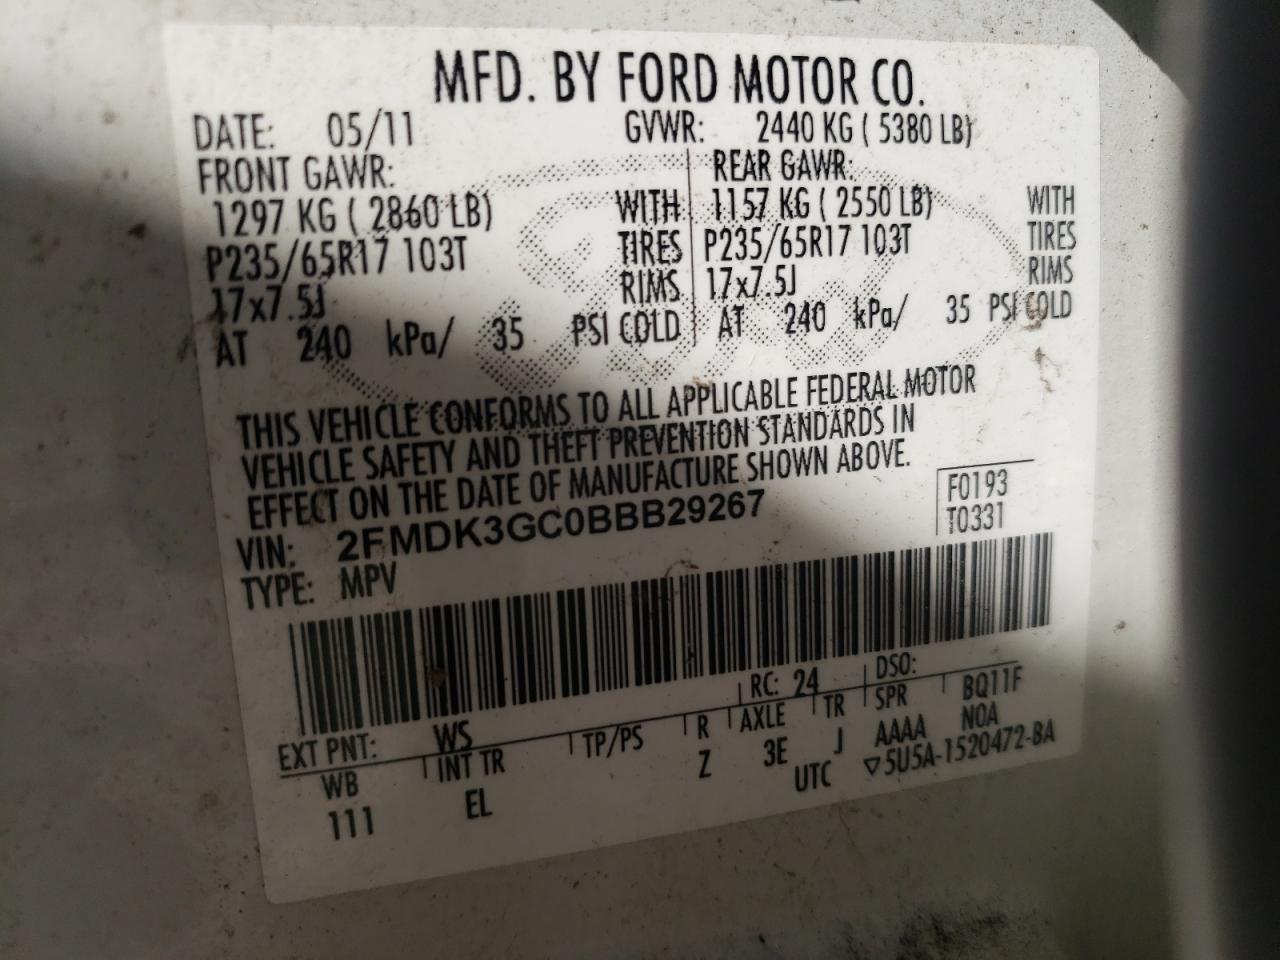 MFD. BY FORD MOTOR CO.
DATE: 05/11 GVWR: 2440 KG ( 5380 LB)
FRONT GAWR: REAR GAWR:
1297 KG ( 2860 LB) WITH 1157 KG ( 2550 LB) WITH
P235/65R17 103T TIRES P235/65R17 103T TIRES
17x7.5J RIMS 17x7.5J RIMS
AT 240 kPa/ 35 PSI COLD AT 240 kPa/ 35 PSI COLD
THIS VEHICLE CONFORMS TO ALL APPLICABLE FEDERAL MOTOR
VEHICLE SAFETY AND THEFT PREVENTION STANDARDS IN
EFFECT ON THE DATE OF MANUFACTURE SHOWN ABOVE.
F0193
T0331
VIN: 2FMDK3GC0BBB29267
TYPE: MPV
EXT PNT: WS RC: 24 DSO:
WB INT TR TP/PS R AXLE TR SPR BQ11F
111 EL Z 3E J AAAA NOA
UTC ▽5U5A-1520472-BA
Ford